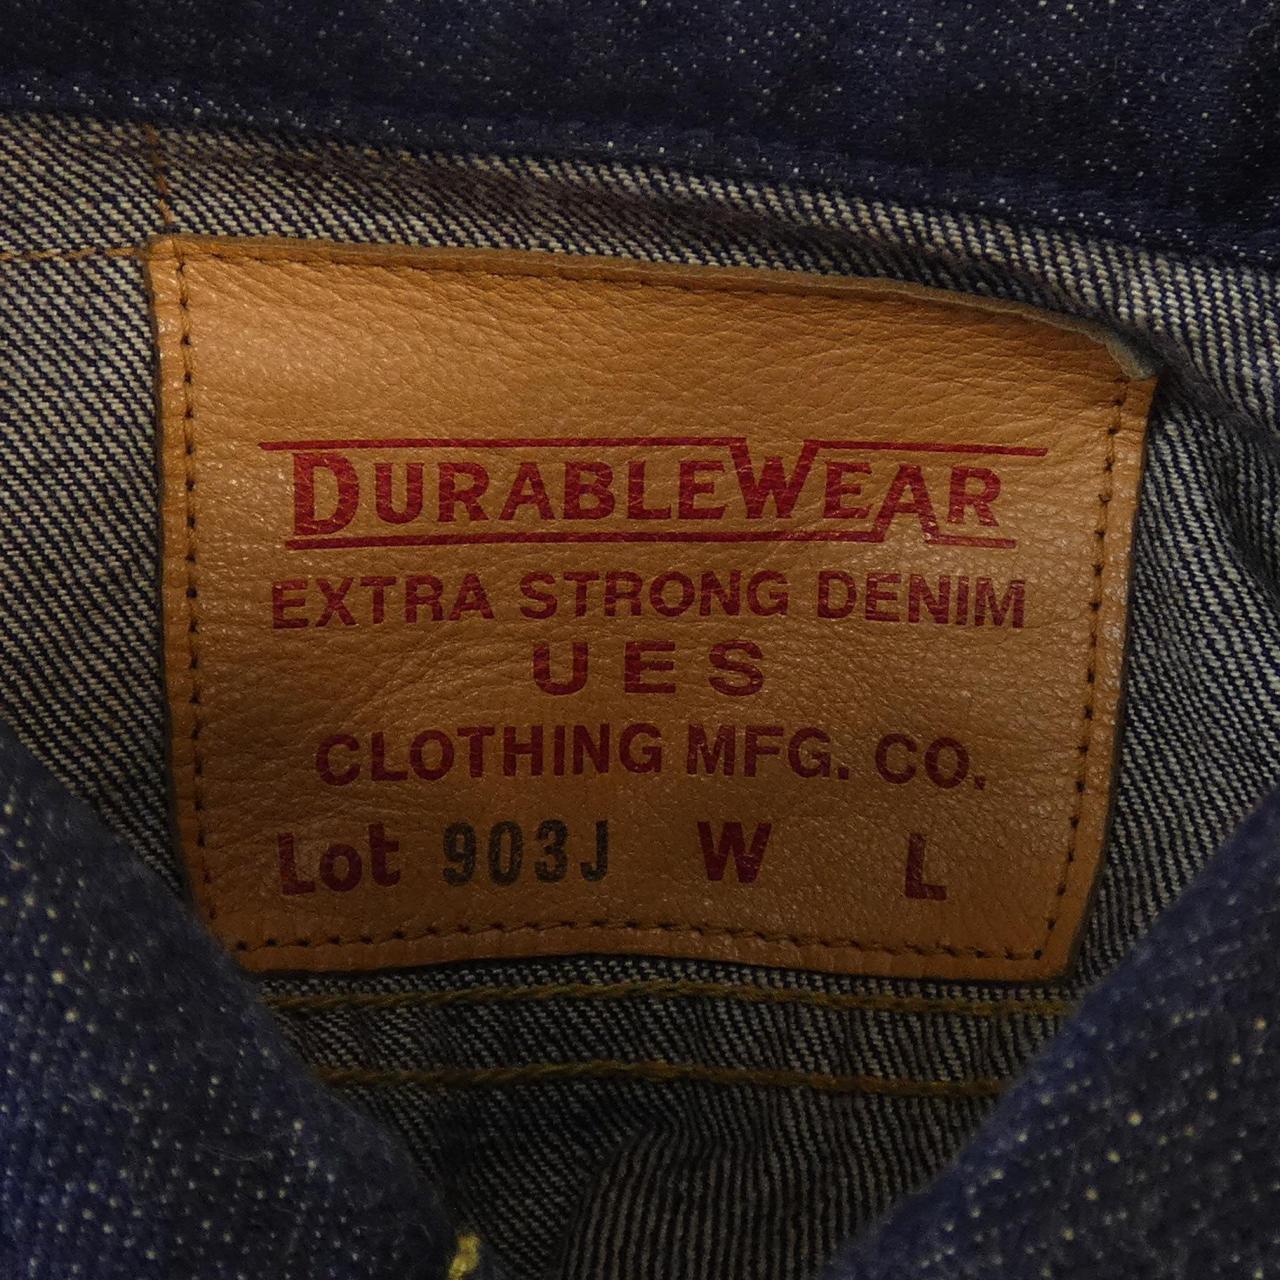 DURABLEWEAR
EXTRA STRONG DENIM
UES
CLOTHING MFG. CO.
Lot 903J W L